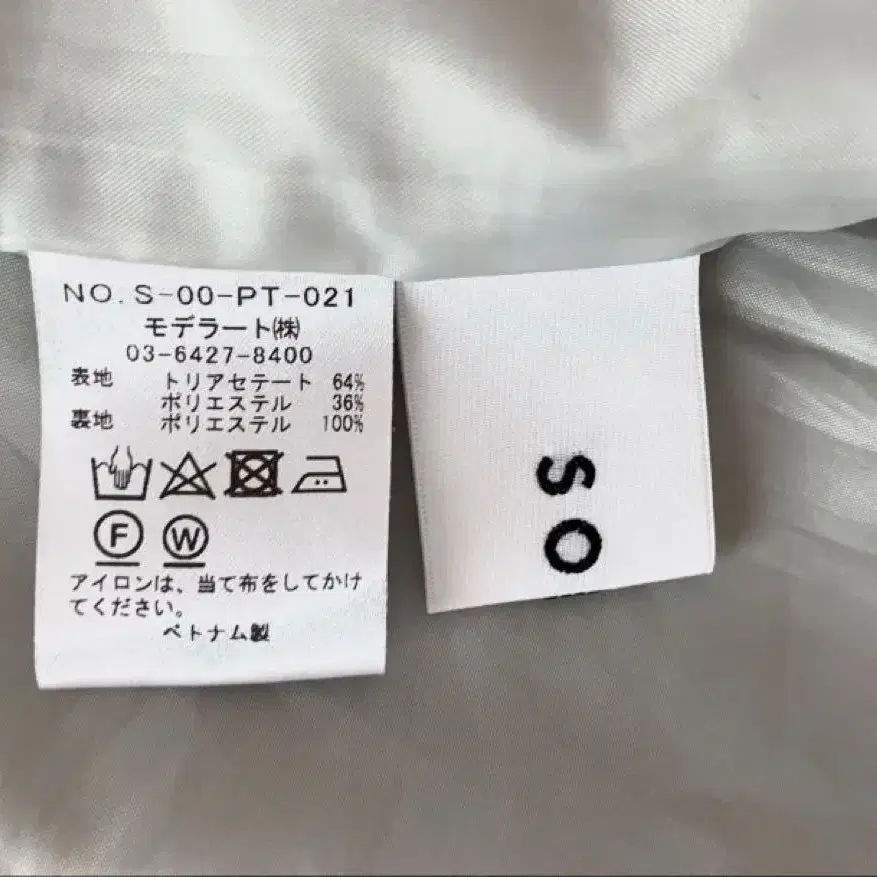 NO.S-00-PT-021
モデラート㈱
03-6427-8400
表地 トリアセテート 64%
ポリエステル 36%
裏地 ポリエステル 100%
F W
アイロンは、当て布をしてかけ
てください。
ベトナム製
SO